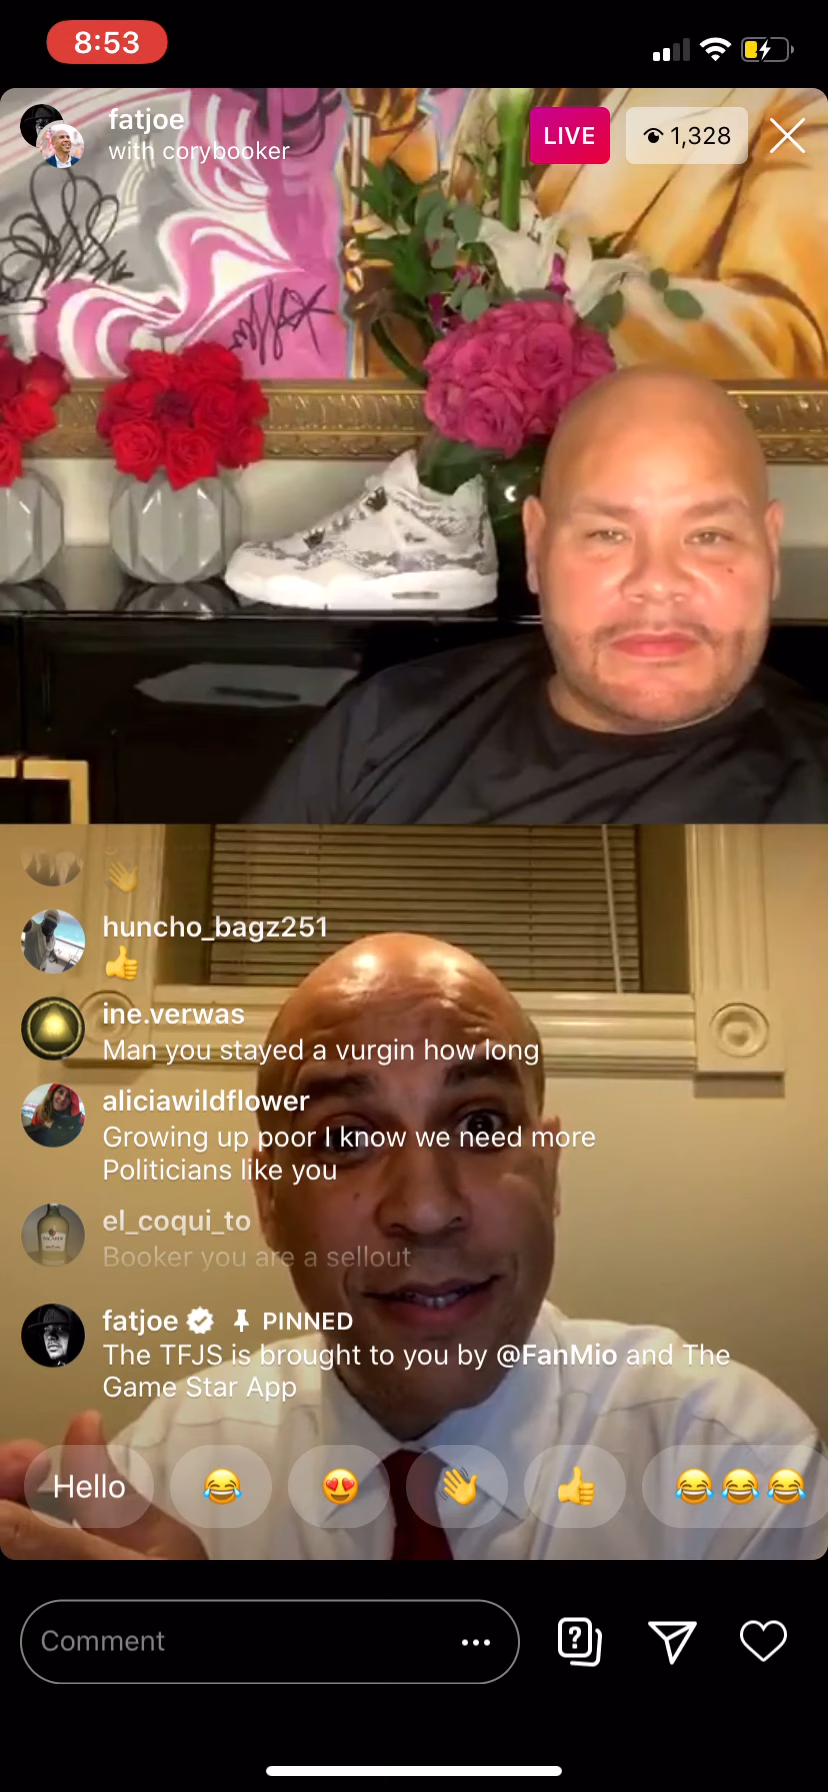 8:53
fatjoe
with corybooker
LIVE
1,328
huncho_bagz251
👍
ine.verwas
Man you stayed a vurgin how long
aliciawildflower
Growing up poor I know we need more
Politicians like you
el_coqui_to
Booker you are a sellout
fatjoe PINNED
The TFJS is brought to you by @FanMio and The
Game Star App
Hello 😂 😍 👋 👍 😂😂😂
Comment